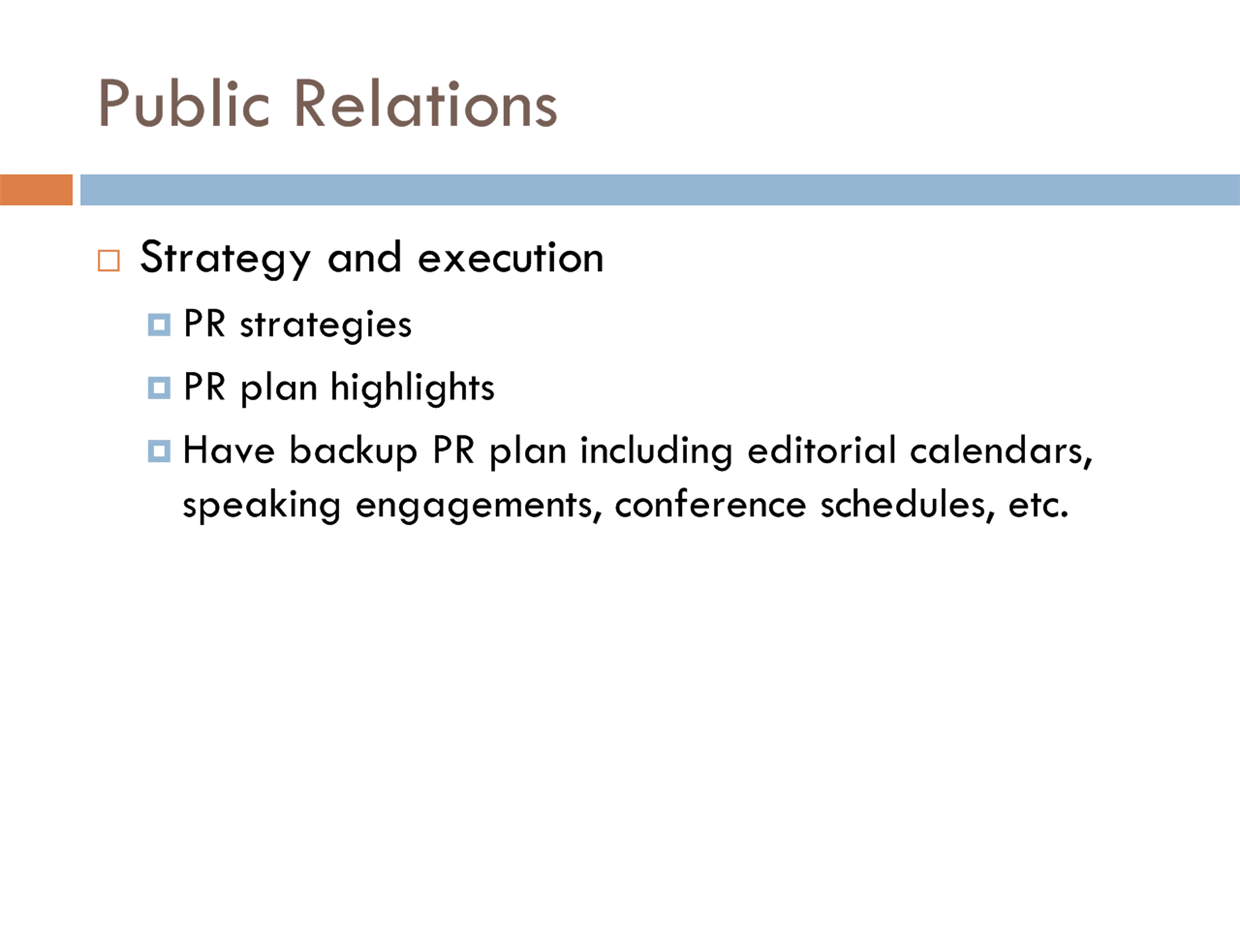 Public Relations
Strategy and execution
PR strategies
PR plan highlights
Have backup PR plan including editorial calendars,
speaking engagements, conference schedules, etc.